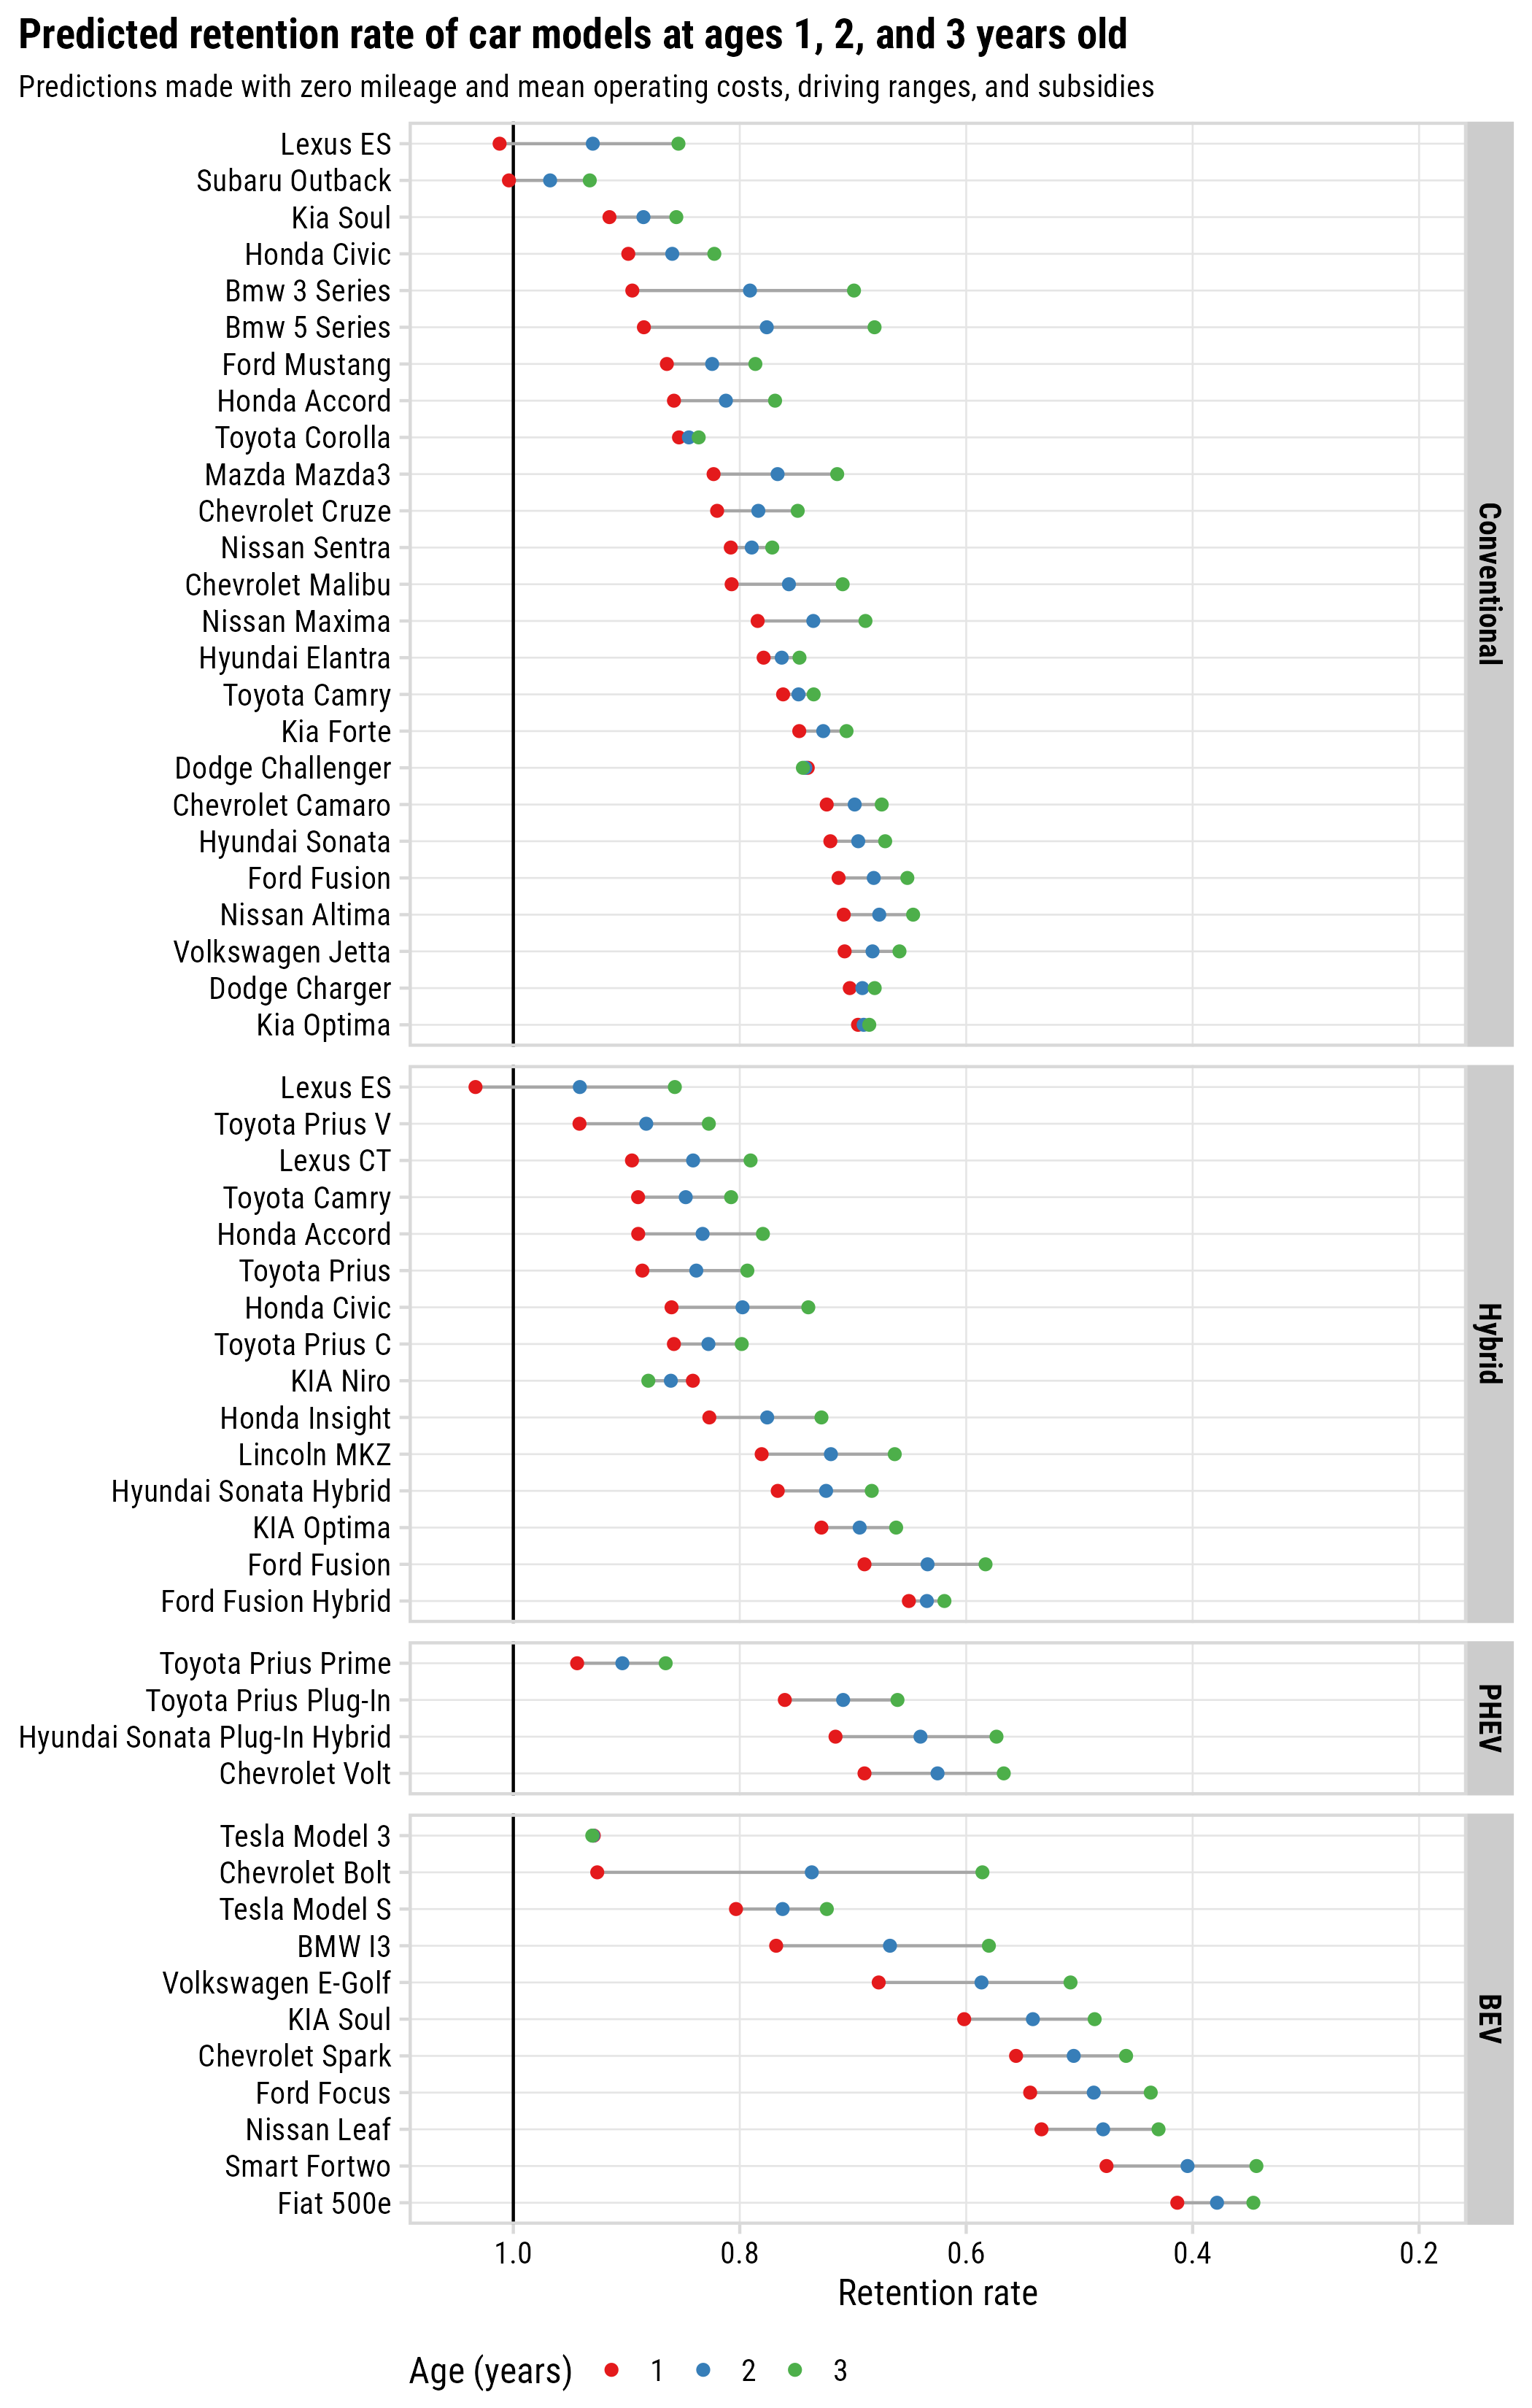 Predicted retention rate of car models at ages 1, 2, and 3 years old
Predictions made with zero mileage and mean operating costs, driving ranges, and subsidies
Lexus ES
Subaru Outback
Kia Soul
Honda Civic
Bmw 3 Series
Bmw 5 Series
Ford Mustang
Honda Accord
Toyota Corolla
Mazda Mazda3
Chevrolet Cruze
Nissan Sentra
Chevrolet Malibu
Nissan Maxima
Hyundai Elantra
Toyota Camry
Kia Forte
Dodge Challenger
Chevrolet Camaro
Hyundai Sonata
Ford Fusion
Nissan Altima
Volkswagen Jetta
Dodge Charger
Kia Optima
Conventional
Lexus ES
Toyota Prius V
Lexus CT
Toyota Camry
Honda Accord
Toyota Prius
Honda Civic
Toyota Prius C
KIA Niro
Honda Insight
Lincoln MKZ
Hyundai Sonata Hybrid
KIA Optima
Ford Fusion
Ford Fusion Hybrid
Hybrid
Toyota Prius Prime
Toyota Prius Plug-In
Hyundai Sonata Plug-In Hybrid
Chevrolet Volt
PHEV
Tesla Model 3
Chevrolet Bolt
Tesla Model S
BMW I3
Volkswagen E-Golf
KIA Soul
Chevrolet Spark
Ford Focus
Nissan Leaf
Smart Fortwo
Fiat 500e
BEV
1.0 0.8 0.6 0.4 0.2
Retention rate
Age (years) 1 2 3